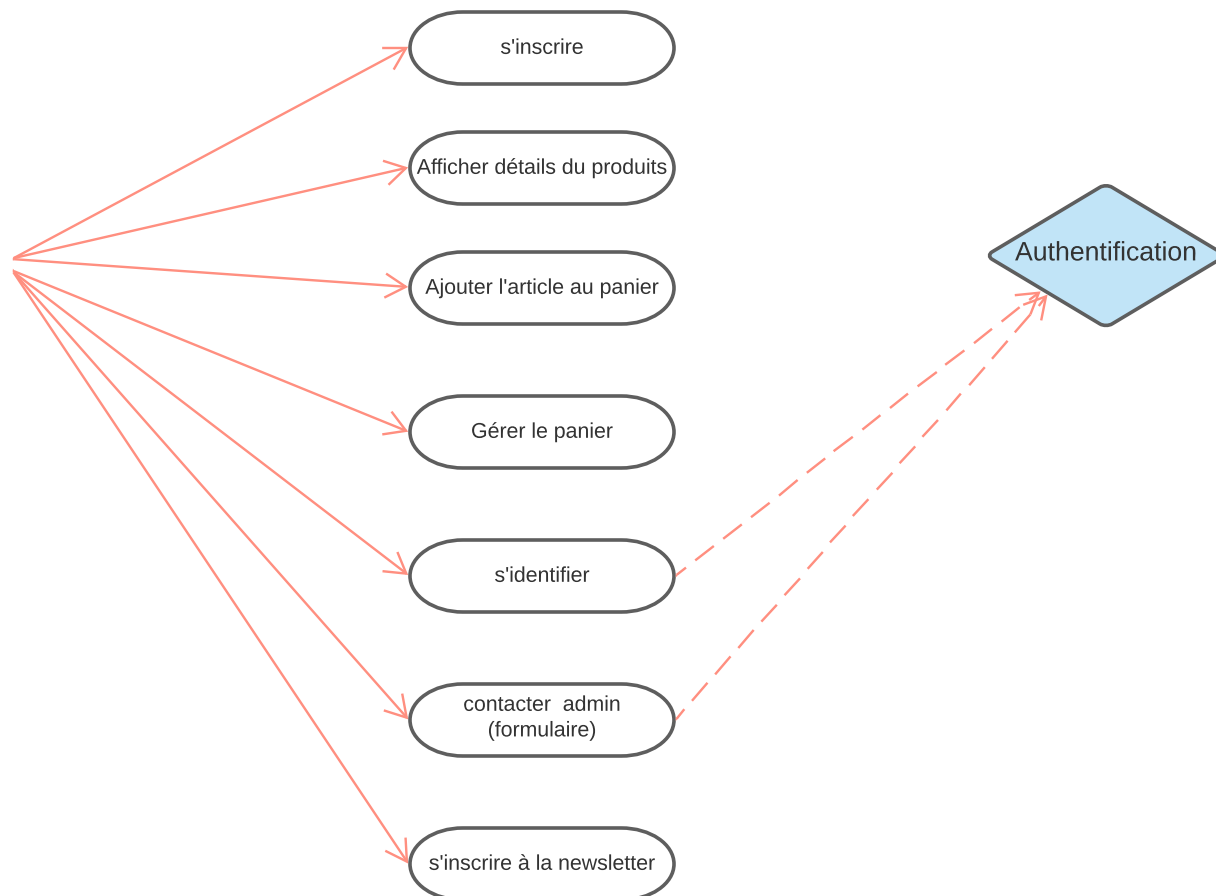 s'inscrire
Afficher détails du produits
Authentification
Ajouter l'article au panier
Gérer le panier
s'identifier
contacter  admin
(formulaire)
s'inscrire à la newsletter